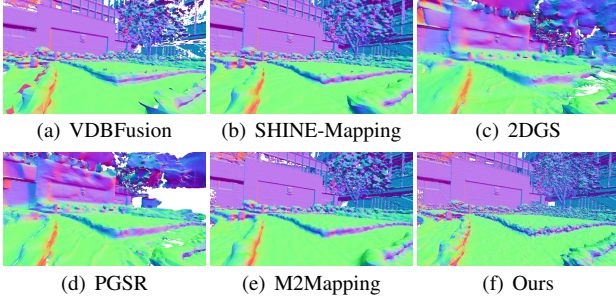 (a) VDBFusion
(b) SHINE-Mapping
(c) 2DGS
(d) PGSR
(e) M2Mapping
(f) Ours